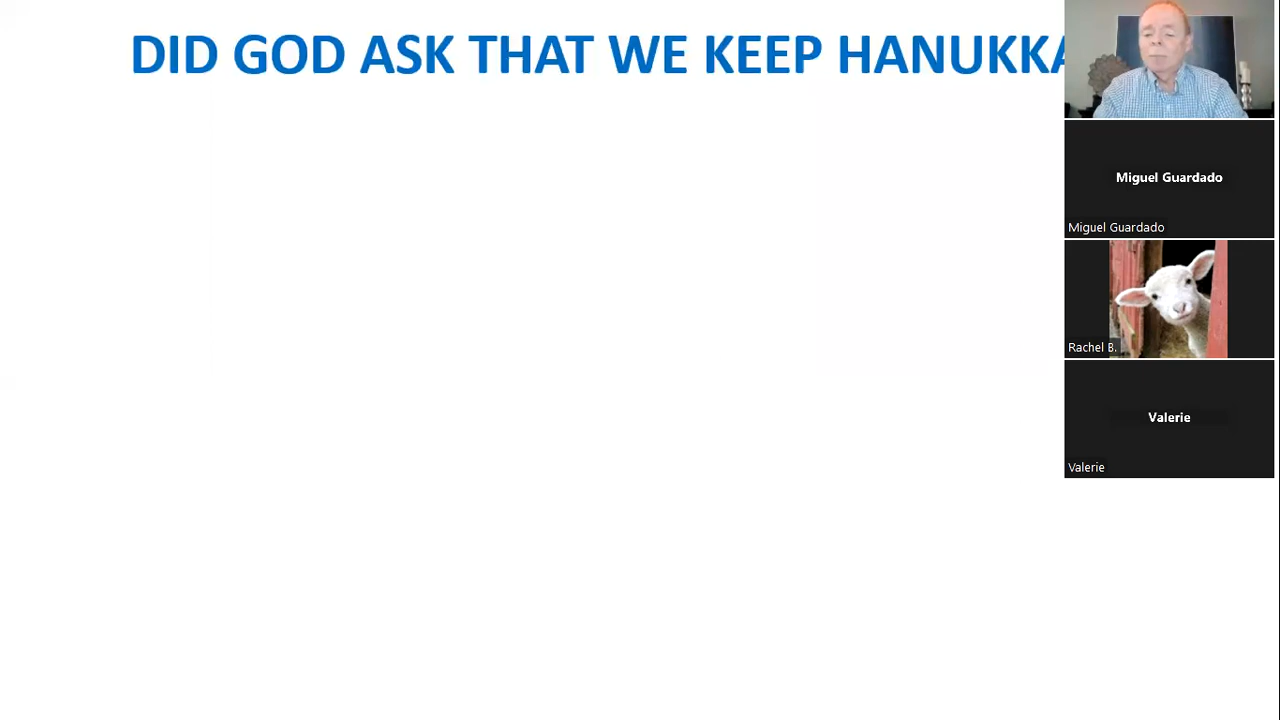 DID GOD ASK THAT WE KEEP HANUKKA
Miguel Guardado
Miguel Guardado
Rachel B.
Valerie
Valerie